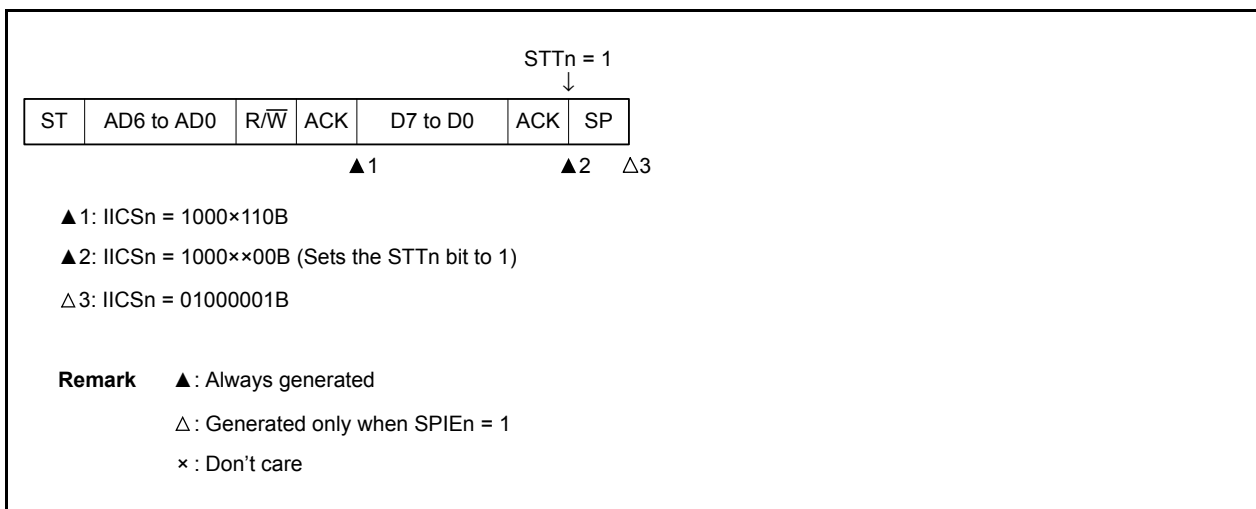 STTn = 1
↓
ST AD6 to AD0 R/W̅ ACK D7 to D0 ACK SP
▲1 ▲2 △3
▲1: IICSn = 1000×110B
▲2: IICSn = 1000××00B (Sets the STTn bit to 1)
△3: IICSn = 01000001B
Remark ▲: Always generated
△: Generated only when SPIEn = 1
×: Don't care